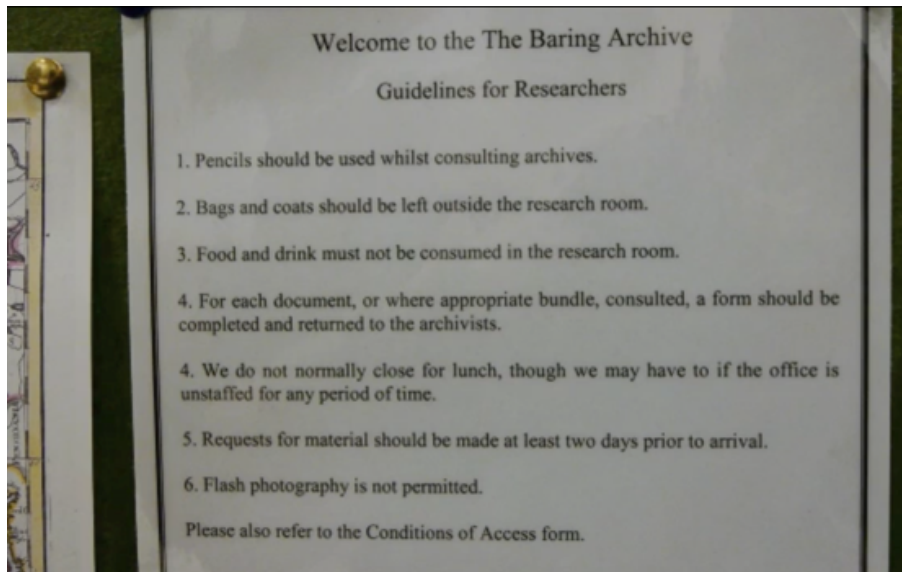 Welcome to the The Baring Archive
Guidelines for Researchers
1. Pencils should be used whilst consulting archives.
2. Bags and coats should be left outside the research room.
3. Food and drink must not be consumed in the research room.
4. For each document, or where appropriate bundle, consulted, a form should be
completed and returned to the archivists.
4. We do not normally close for lunch, though we may have to if the office is
unstaffed for any period of time.
5. Requests for material should be made at least two days prior to arrival.
6. Flash photography is not permitted.
Please also refer to the Conditions of Access form.